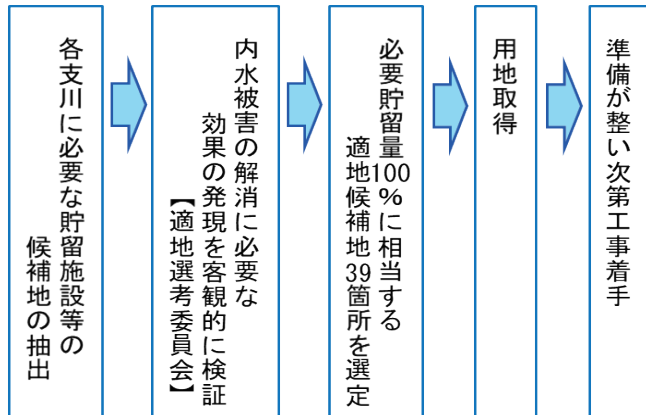 各支川に必要な貯留施設等の
候補地の抽出
内水被害の解消に必要な
効果の発現を客観的に検証
【適地選考委員会】
必要貯留量100%に相当する
適地候補地39箇所を選定
用地取得
準備が整い次第工事着手